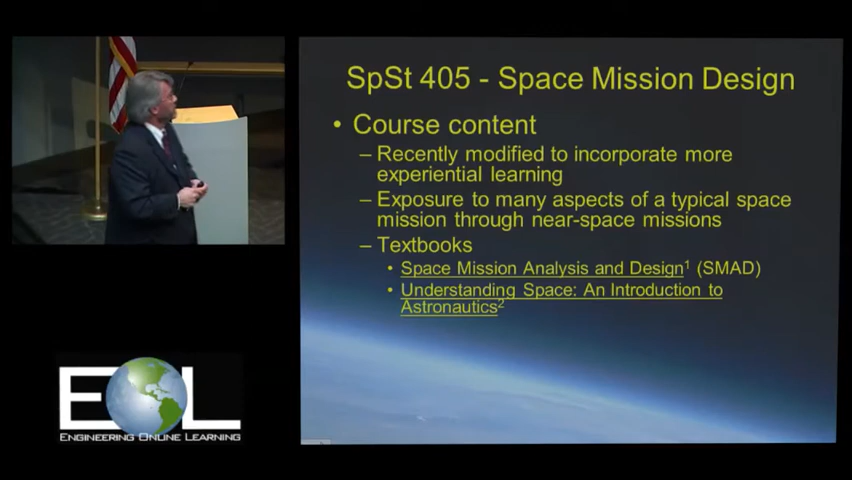 SpSt 405 - Space Mission Design
• Course content
– Recently modified to incorporate more
experiential learning
– Exposure to many aspects of a typical space
mission through near-space missions
– Textbooks
• Space Mission Analysis and Design¹ (SMAD)
• Understanding Space: An Introduction to
Astronautics²
EOL
ENGINEERING ONLINE LEARNING